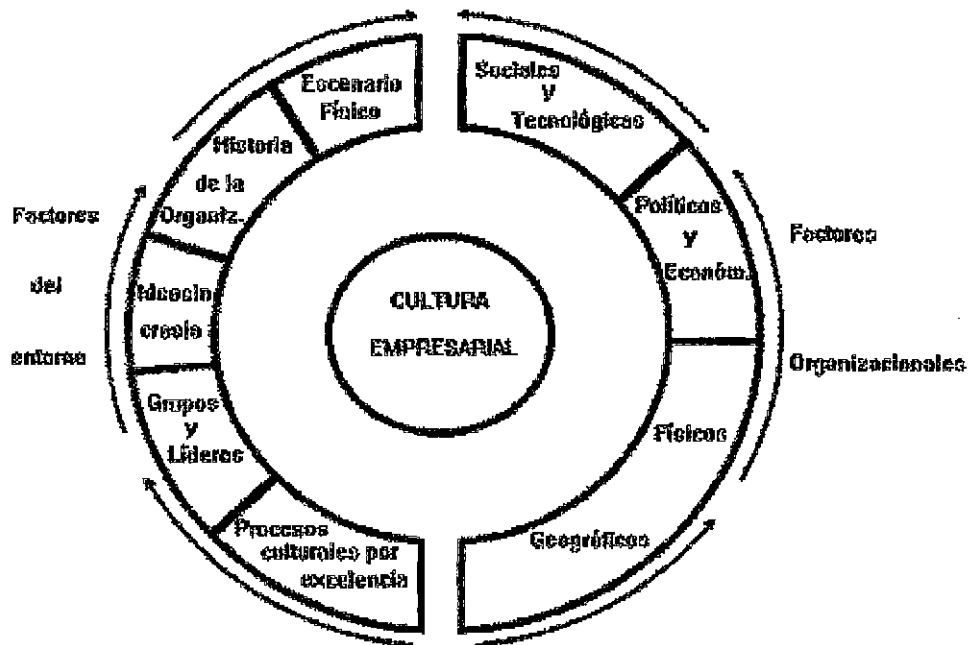 Escenario
Físico
Historia
de la
Organiz.
Factores
del
entorno
creole
Grupos
y
Líderes
Procesos
culturales por
excelencia
CULTURA
EMPRESARIAL
Sociales
y
Tecnológicas
Políticos
y
Económ.
Factores
Organizacionales
Físicos
Geográficos